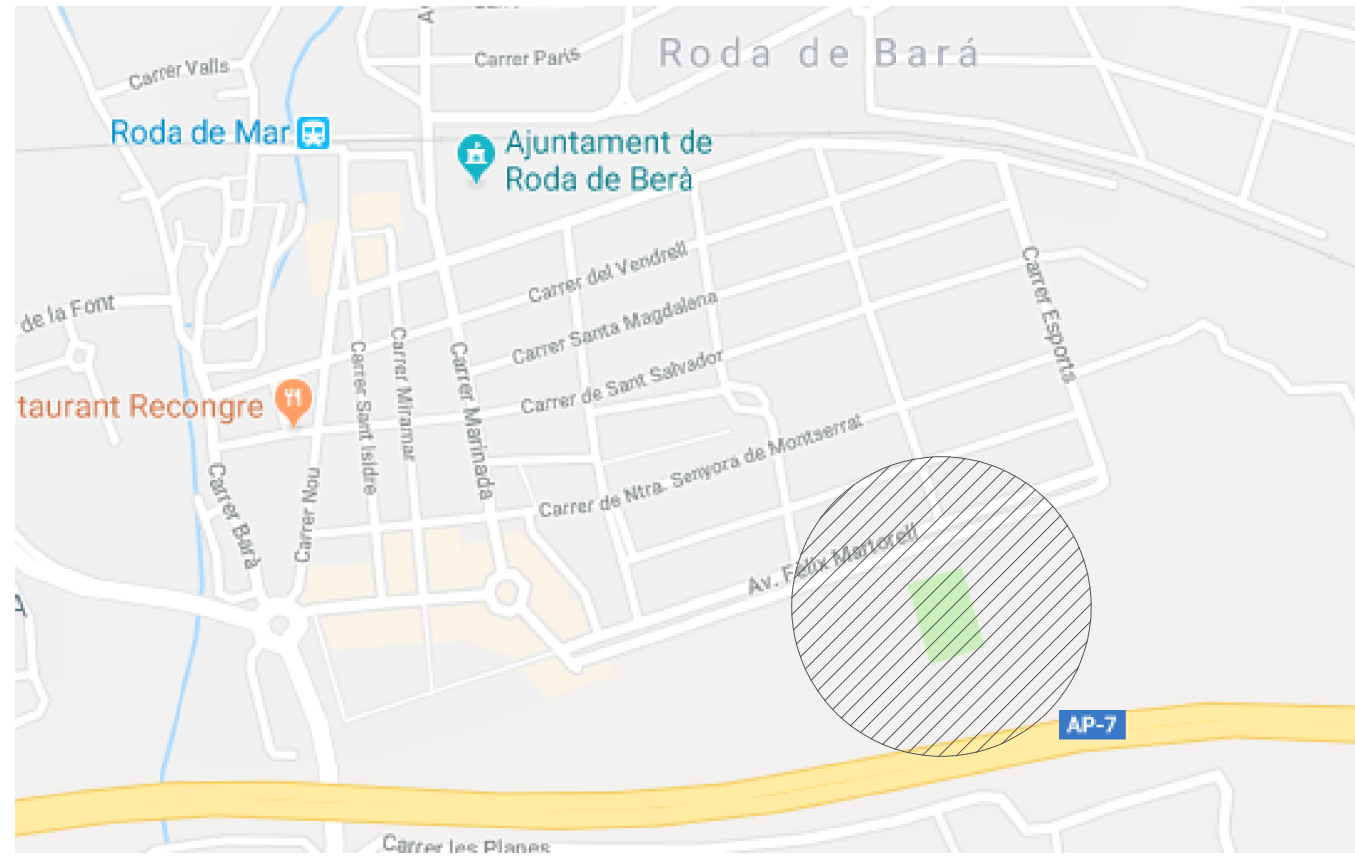 Carrer París
Roda de Bará
Carrer Valls
Roda de Mar
Ajuntament de
Roda de Berà
Carrer del Vendrell
Carrer Esports
de la Font
Carrer Santa Magdalena
Carrer Sant Isidre
Carrer Miramar
Carrer Marinada
Carrer de Sant Salvador
taurant Recongre
Carrer de Ntra. Senyora de Montserrat
Carrer Barà
Carrer Nou
Av. Fèlix Martorell
AP-7
Carrer les Planes